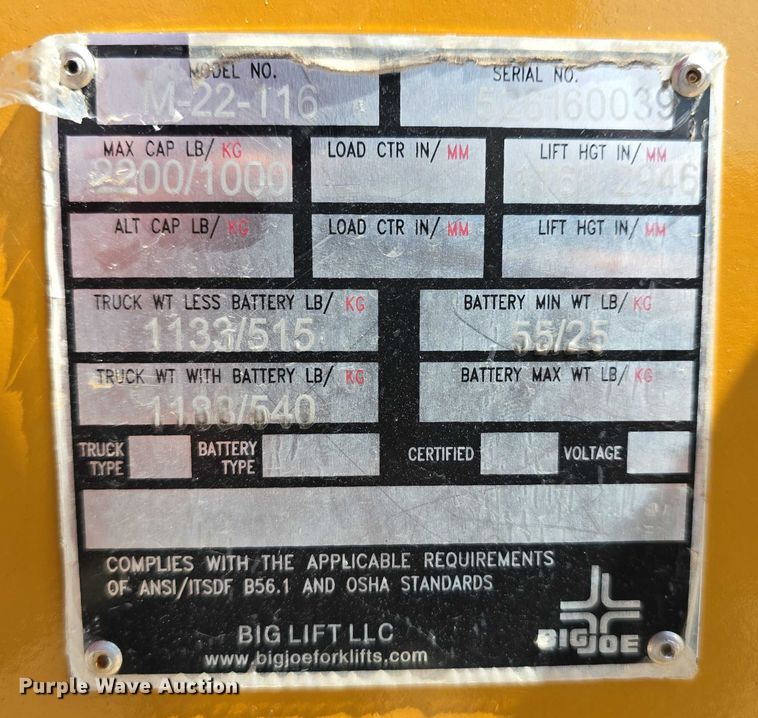 MODEL NO. SERIAL NO.
M-22-116
MAX CAP LB/ KG LOAD CTR IN/ MM LIFT HGT IN/ MM
2200/1000
ALT CAP LB/ KG LOAD CTR IN/ MM LIFT HGT IN/ MM
TRUCK WT LESS BATTERY LB/ KG BATTERY MIN WT LB/ KG
1133/515 55/25
TRUCK WT WITH BATTERY LB/ KG BATTERY MAX WT LB/ KG
1188/540
TRUCK TYPE BATTERY TYPE CERTIFIED VOLTAGE
COMPLIES WITH THE APPLICABLE REQUIREMENTS
OF ANSI/ITSDF B56.1 AND OSHA STANDARDS
BIG LIFT LLC
www.bigjoeforklifts.com
BIG JOE
Purple Wave Auction